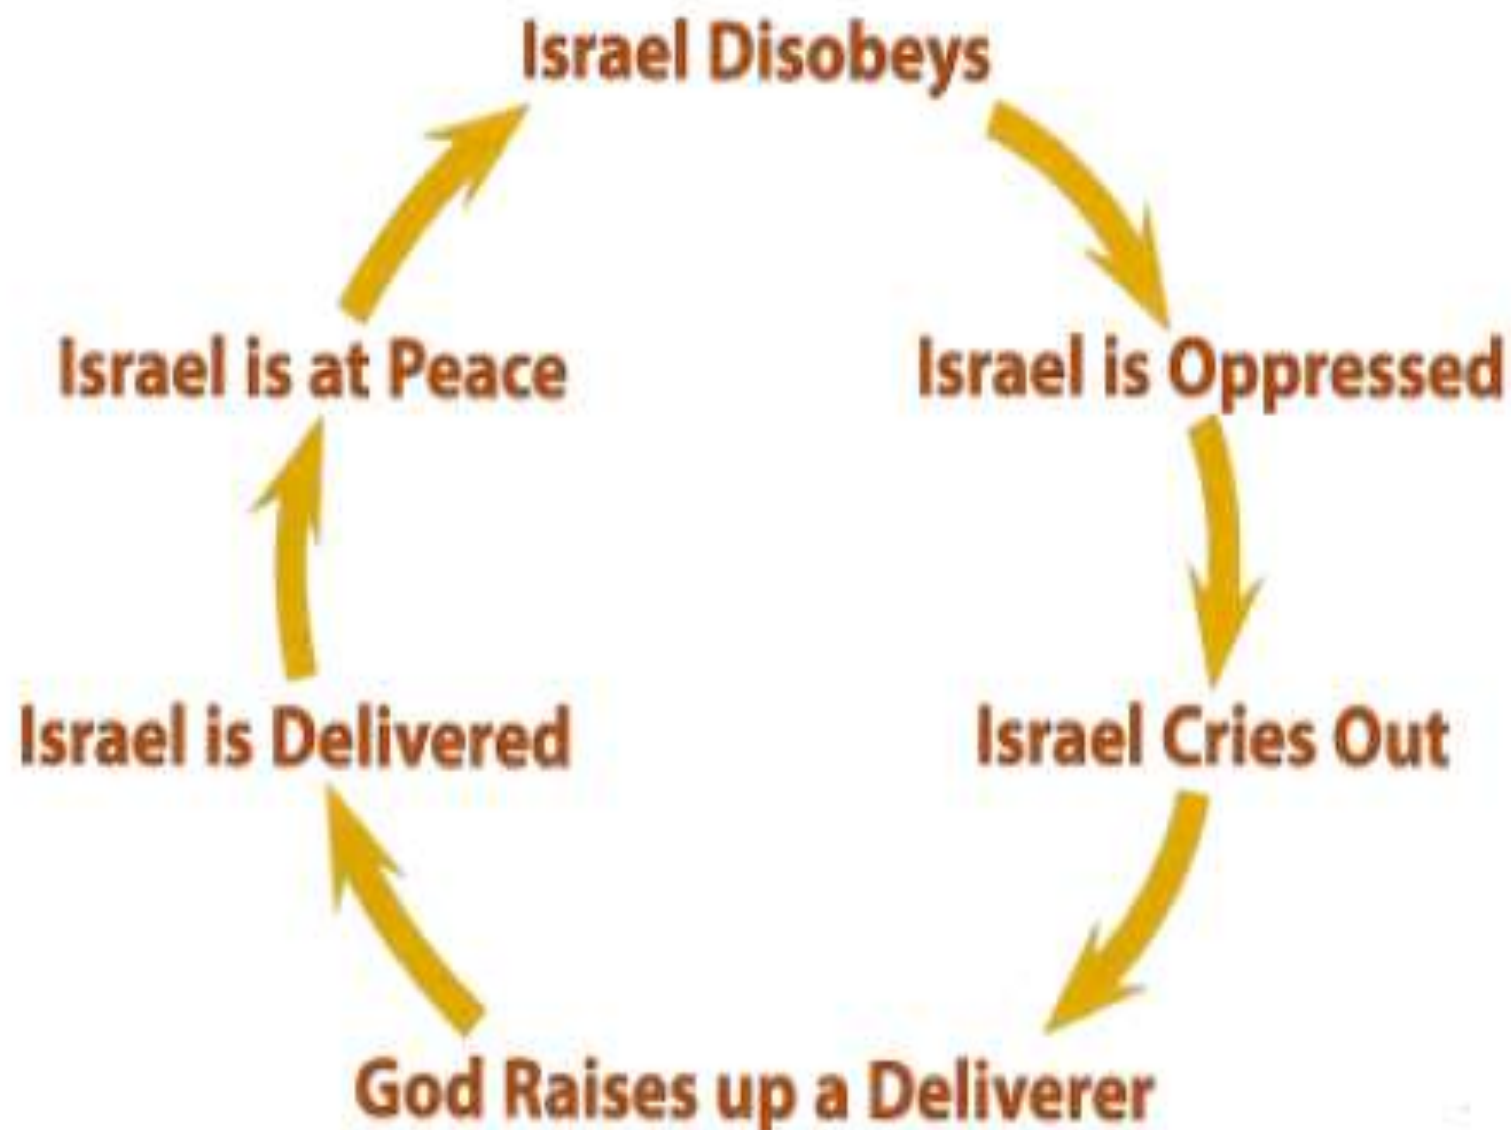 Israel Disobeys
Israel is Oppressed
Israel Cries Out
God Raises up a Deliverer
Israel is Delivered
Israel is at Peace